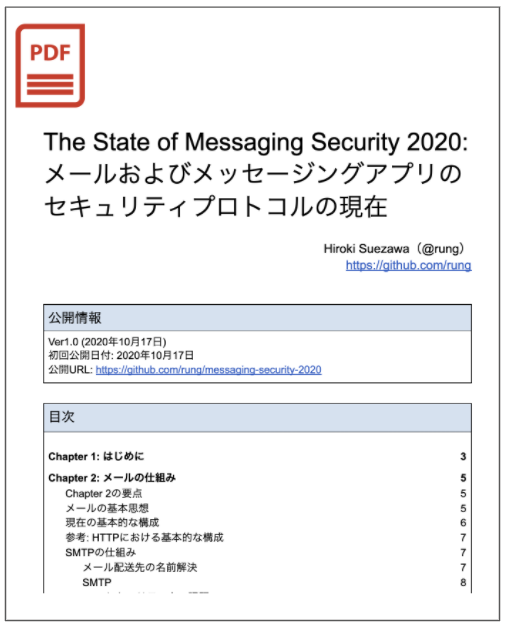 PDF
The State of Messaging Security 2020:
メールおよびメッセージングアプリの
セキュリティプロトコルの現在
Hiroki Suezawa（@rung）
https://github.com/rung
公開情報
Ver1.0 (2020年10月17日)
初回公開日付: 2020年10月17日
公開URL: https://github.com/rung/messaging-security-2020
目次
Chapter 1: はじめに 3
Chapter 2: メールの仕組み 5
Chapter 2の要点 5
メールの基本思想 5
現在の基本的な構成 6
参考: HTTPにおける基本的な構成 7
SMTPの仕組み 7
メール配送先の名前解決 7
SMTP 8